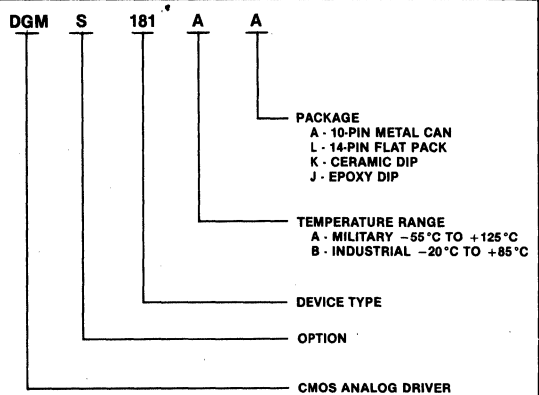 DGM S 181 A A
PACKAGE
A - 10-PIN METAL CAN
L - 14-PIN FLAT PACK
K - CERAMIC DIP
J - EPOXY DIP
TEMPERATURE RANGE
A - MILITARY −55°C TO +125°C
B - INDUSTRIAL −20°C TO +85°C
DEVICE TYPE
OPTION
CMOS ANALOG DRIVER